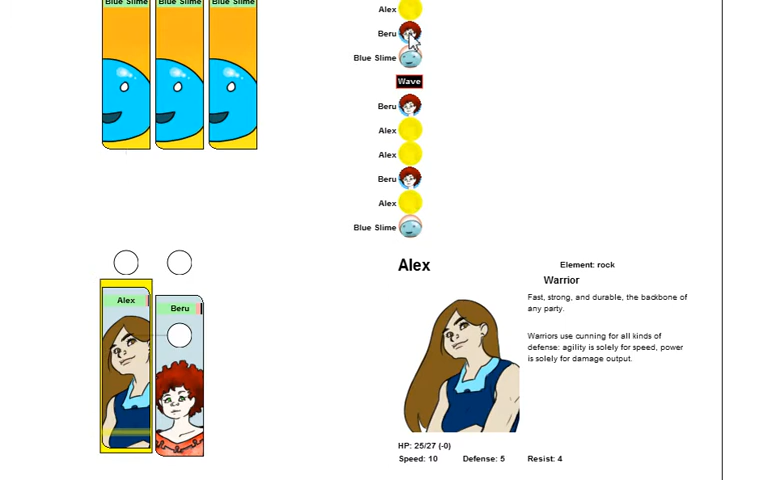 Blue Slime Blue Slime Blue Slime
Alex
Beru
Blue Slime
Wave
Beru
Alex
Alex
Beru
Alex
Blue Slime
Alex
Beru
Alex
Element: rock
Warrior
Fast, strong, and durable, the backbone of
any party.
Warriors use cunning for all kinds of
defense: agility is solely for speed, power
is solely for damage output.
HP: 25/27 (-0)
Speed: 10 Defense: 5 Resist: 4